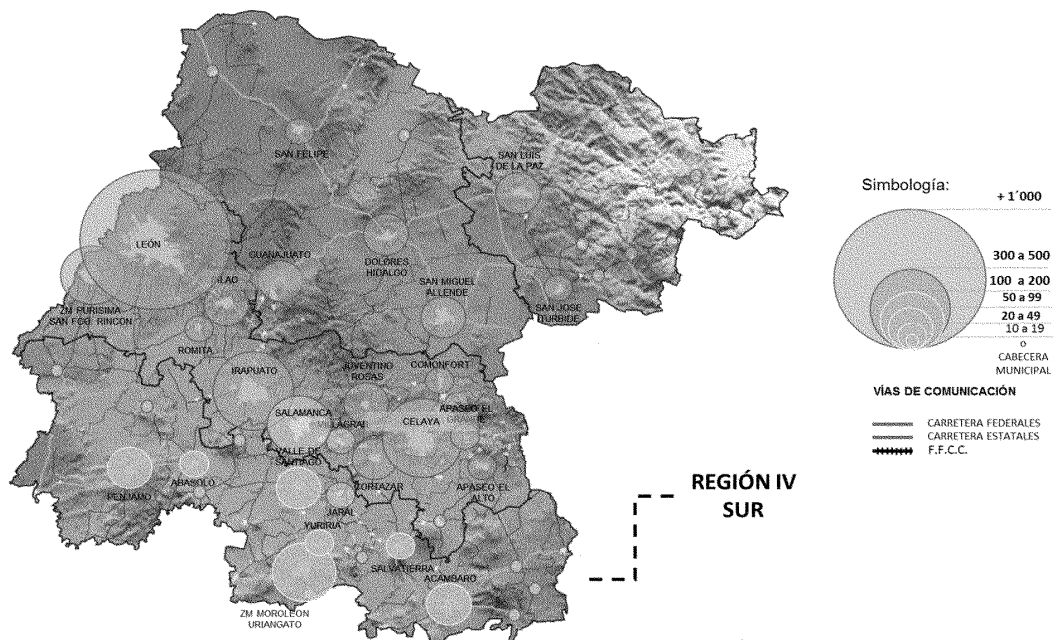 SAN FELIPE
SAN LUIS
DE LA PAZ
LEÓN
GUANAJUATO
DOLORES
HIDALGO
SAN MIGUEL
ALLENDE
SAN JOSE
ITURBIDE
ZM PURISIMA
SAN FCO. RINCON
ROMITA
IRAPUATO
JUVENTINO
ROSAS
COMONFORT
SALAMANCA
CELAYA
APASEO EL
VALLE DE
SANTIAGO
CORTAZAR
APASEO EL
ALTO
PENJAMO
ABASOLO
JARAL
YURIRIA
SALVATIERRA
ACAMBARO
ZM MOROLEON
URIANGATO
REGIÓN IV
SUR
Simbología:
+ 1´000
300 a 500
100 a 200
50 a 99
20 a 49
10 a 19
o
CABECERA
MUNICIPAL
VÍAS DE COMUNICACIÓN
CARRETERA FEDERALES
CARRETERA ESTATALES
F.F.C.C.